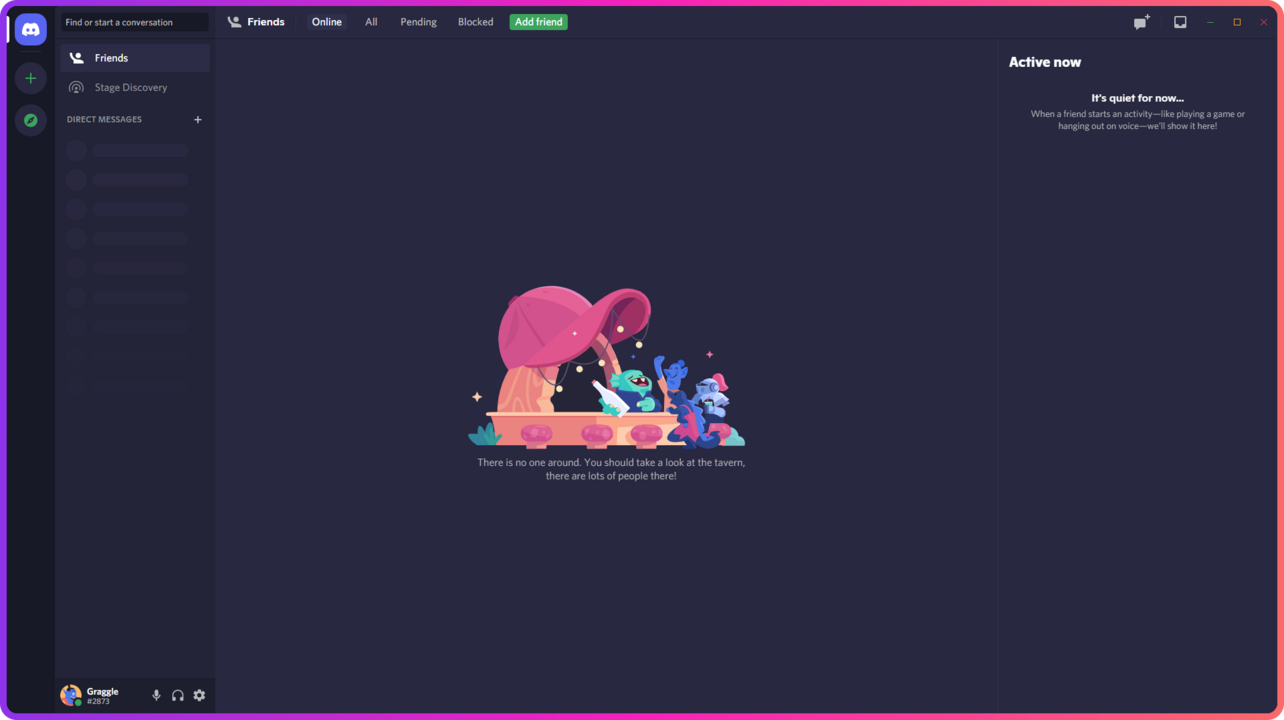 Find or start a conversation
Friends
Online
All
Pending
Blocked
Add friend
Friends
Stage Discovery
DIRECT MESSAGES
There is no one around. You should take a look at the tavern,
there are lots of people there!
Active now
It's quiet for now...
When a friend starts an activity—like playing a game or
hanging out on voice—we'll show it here!
Graggle
#2873